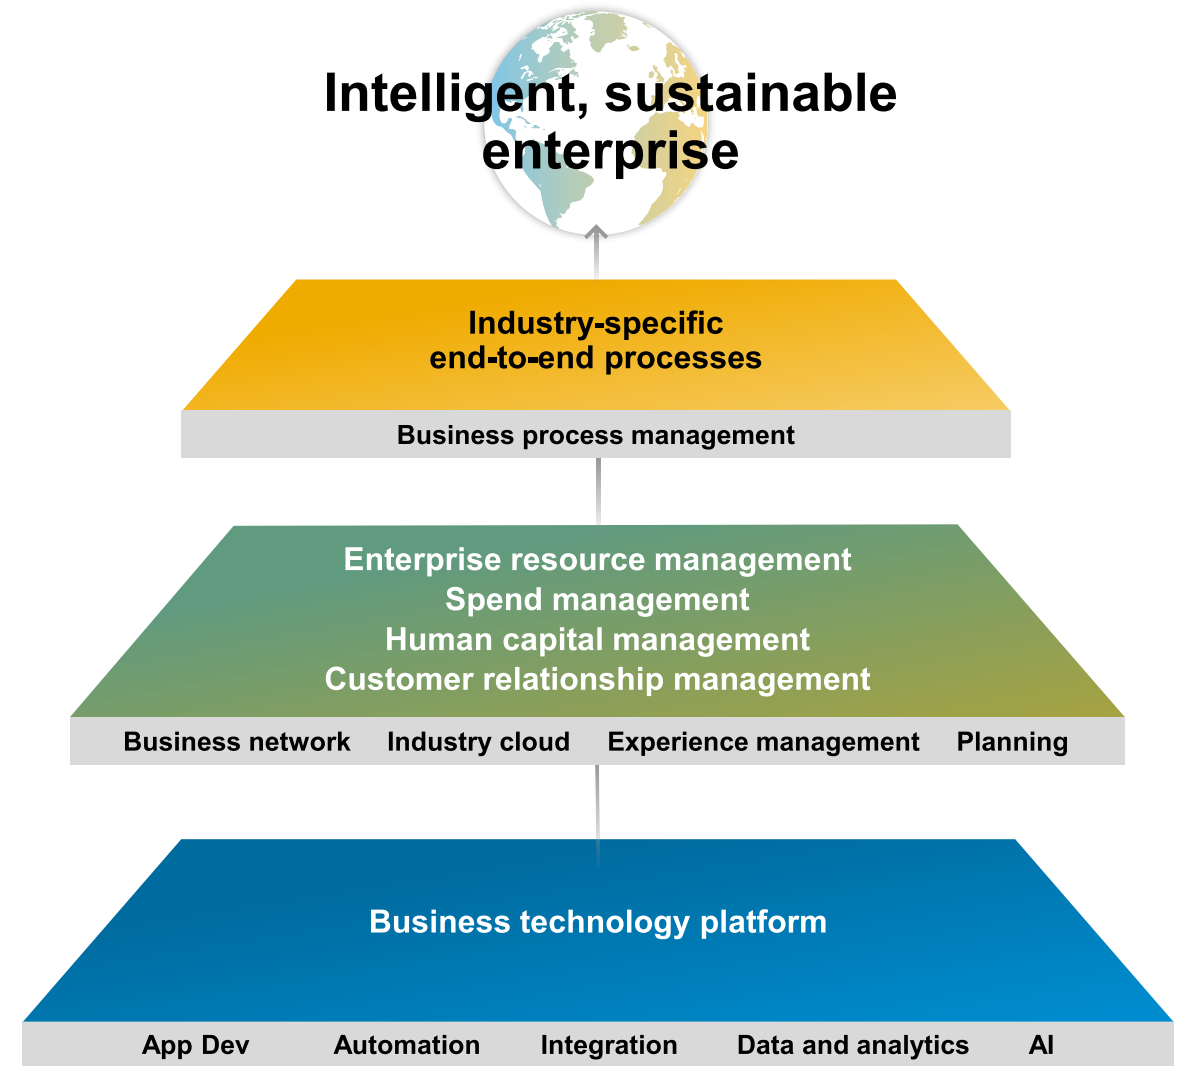 Intelligent, sustainable
enterprise
Industry-specific
end-to-end processes
Business process management
Enterprise resource management
Spend management
Human capital management
Customer relationship management
Business network Industry cloud Experience management Planning
Business technology platform
App Dev Automation Integration Data and analytics AI